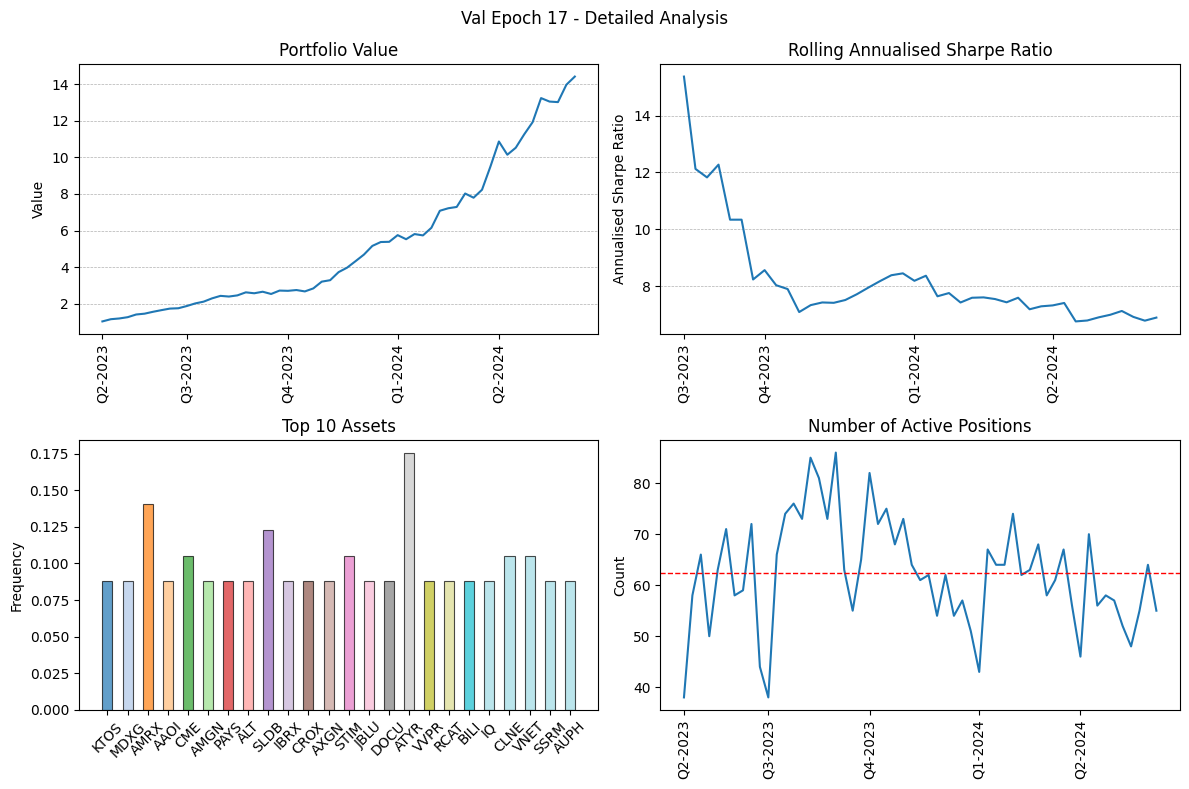 Val Epoch 17 - Detailed Analysis
Portfolio Value
Value
14
12
10
8
6
4
2
Q2-2023
Q3-2023
Q4-2023
Q1-2024
Q2-2024
Rolling Annualised Sharpe Ratio
Annualised Sharpe Ratio
14
12
10
8
Q3-2023
Q4-2023
Q1-2024
Q2-2024
Top 10 Assets
Frequency
0.175
0.150
0.125
0.100
0.075
0.050
0.025
0.000
KTOS
MDXG
AMRX
AAOI
CME
AMGN
PAYS
ALT
SLDB
IBRX
CROX
AXGN
STIM
JBLU
DOCU
ATYR
VVPR
RCAT
BILI
IQ
CLNE
VNET
SSRM
AUPH
Number of Active Positions
Count
80
70
60
50
40
Q2-2023
Q3-2023
Q4-2023
Q1-2024
Q2-2024